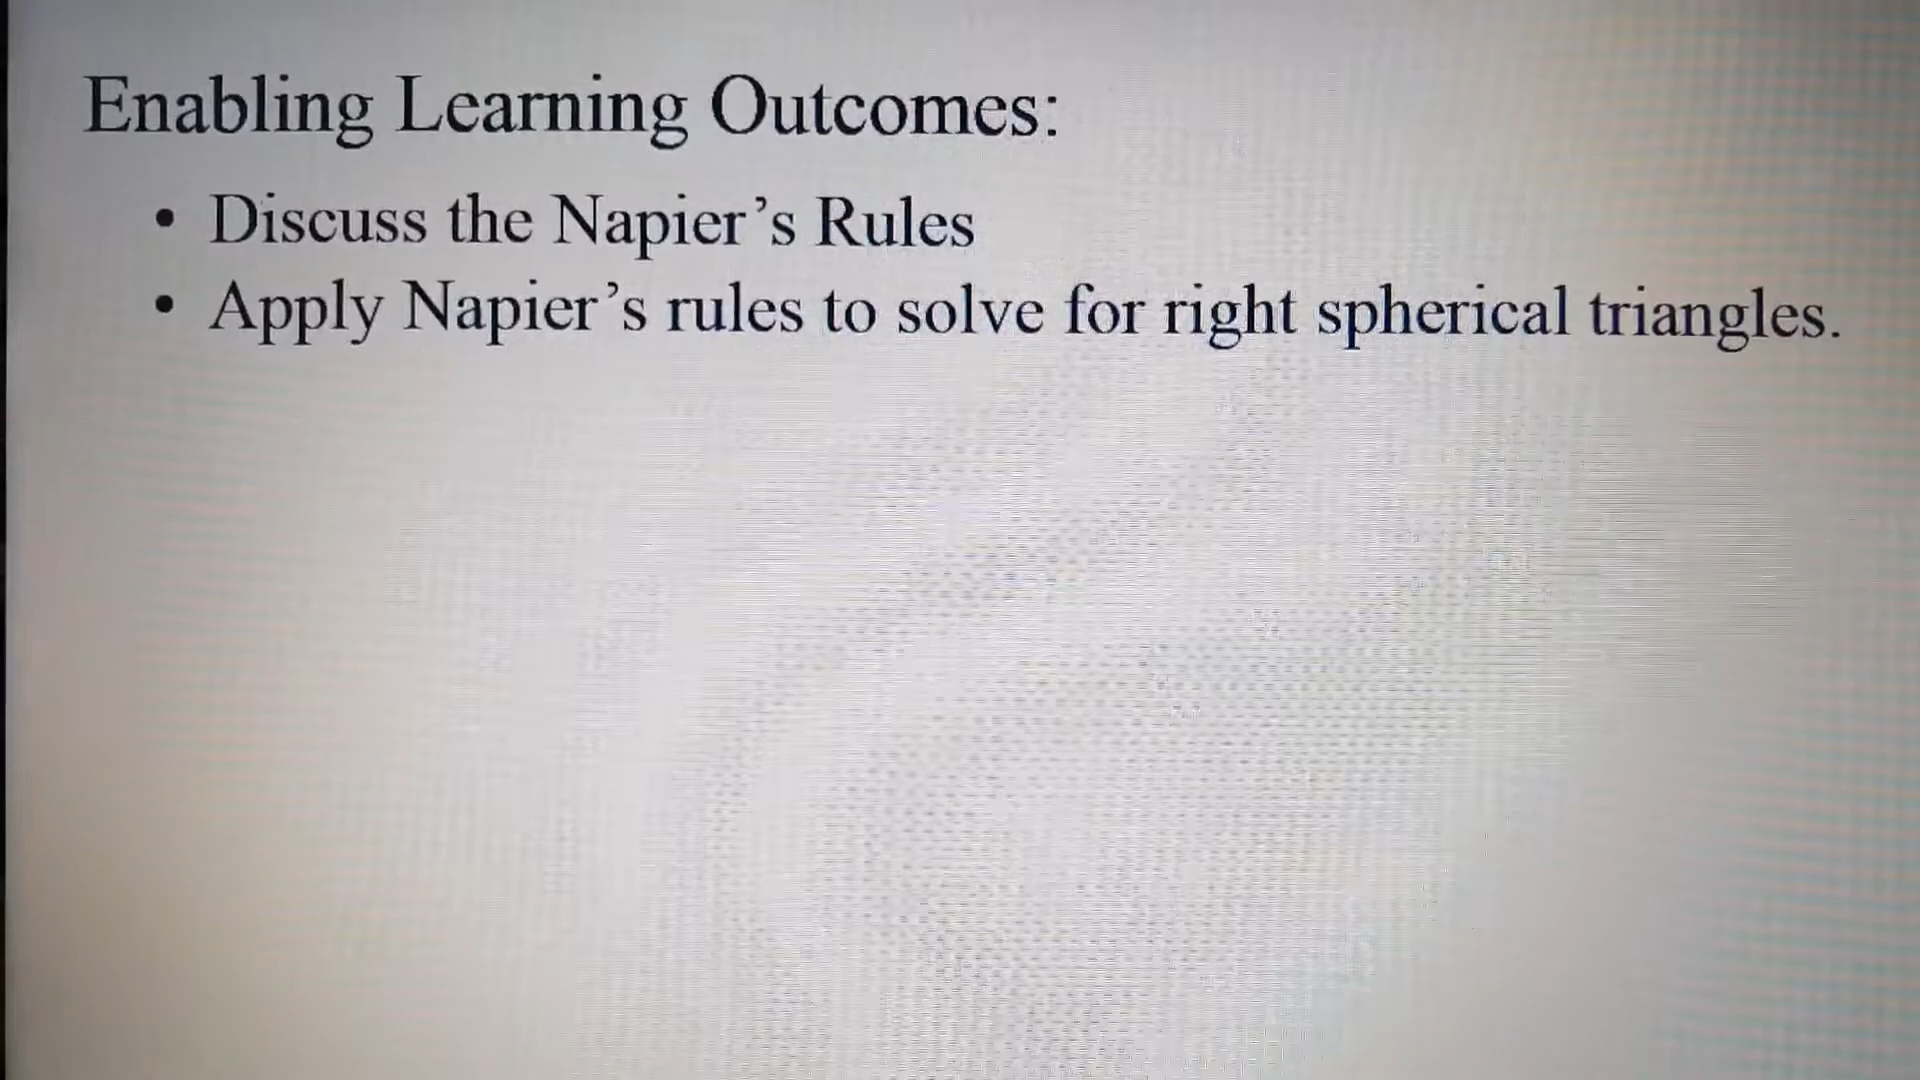 Enabling Learning Outcomes:
• Discuss the Napier’s Rules
• Apply Napier’s rules to solve for right spherical triangles.